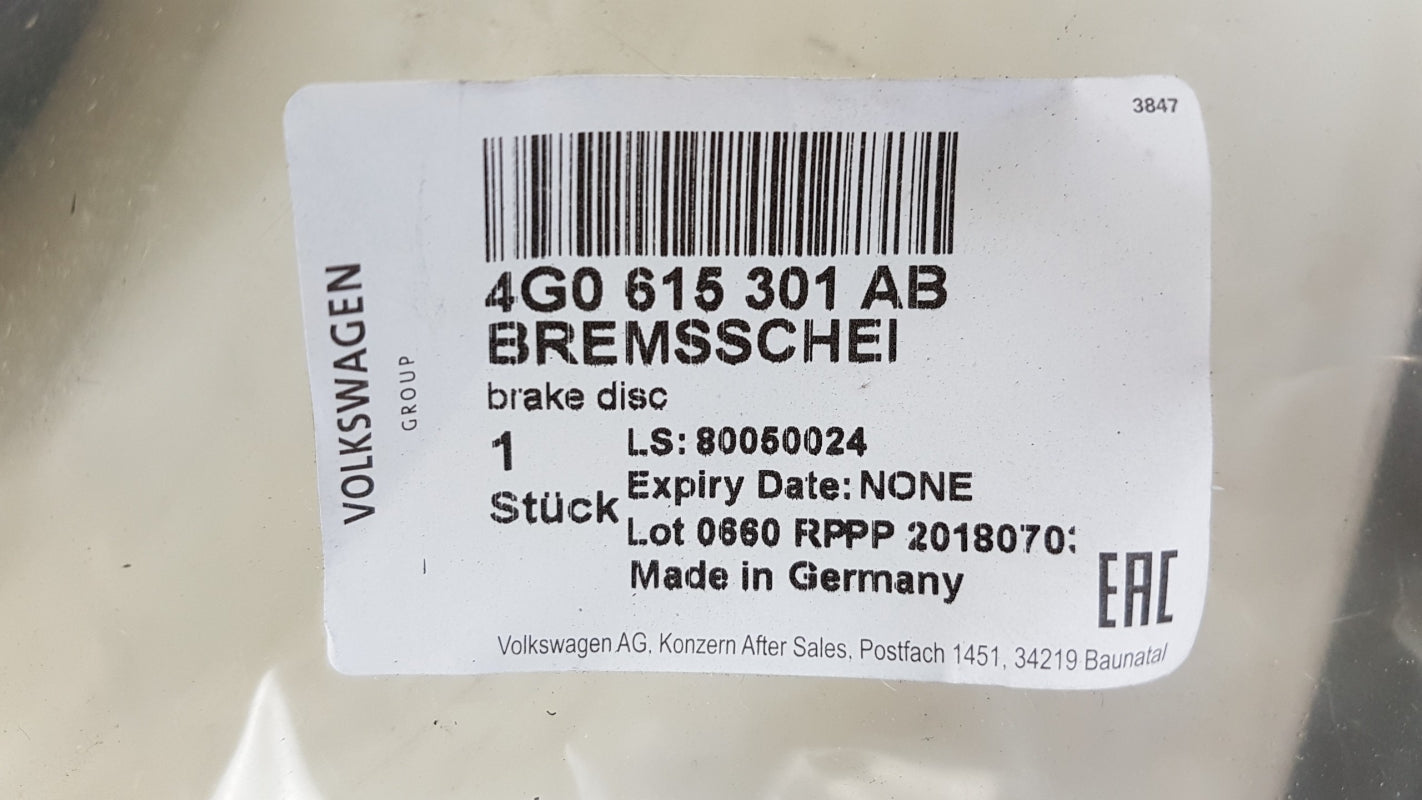 3847
VOLKSWAGEN
GROUP
4G0 615 301 AB
BREMSSCHEI
brake disc
1
Stück
LS: 80050024
Expiry Date: NONE
Lot 0660 RPPP
Made in Germany
EAC
Volkswagen AG, Konzern After Sales, Postfach 1451, 34219 Baunatal